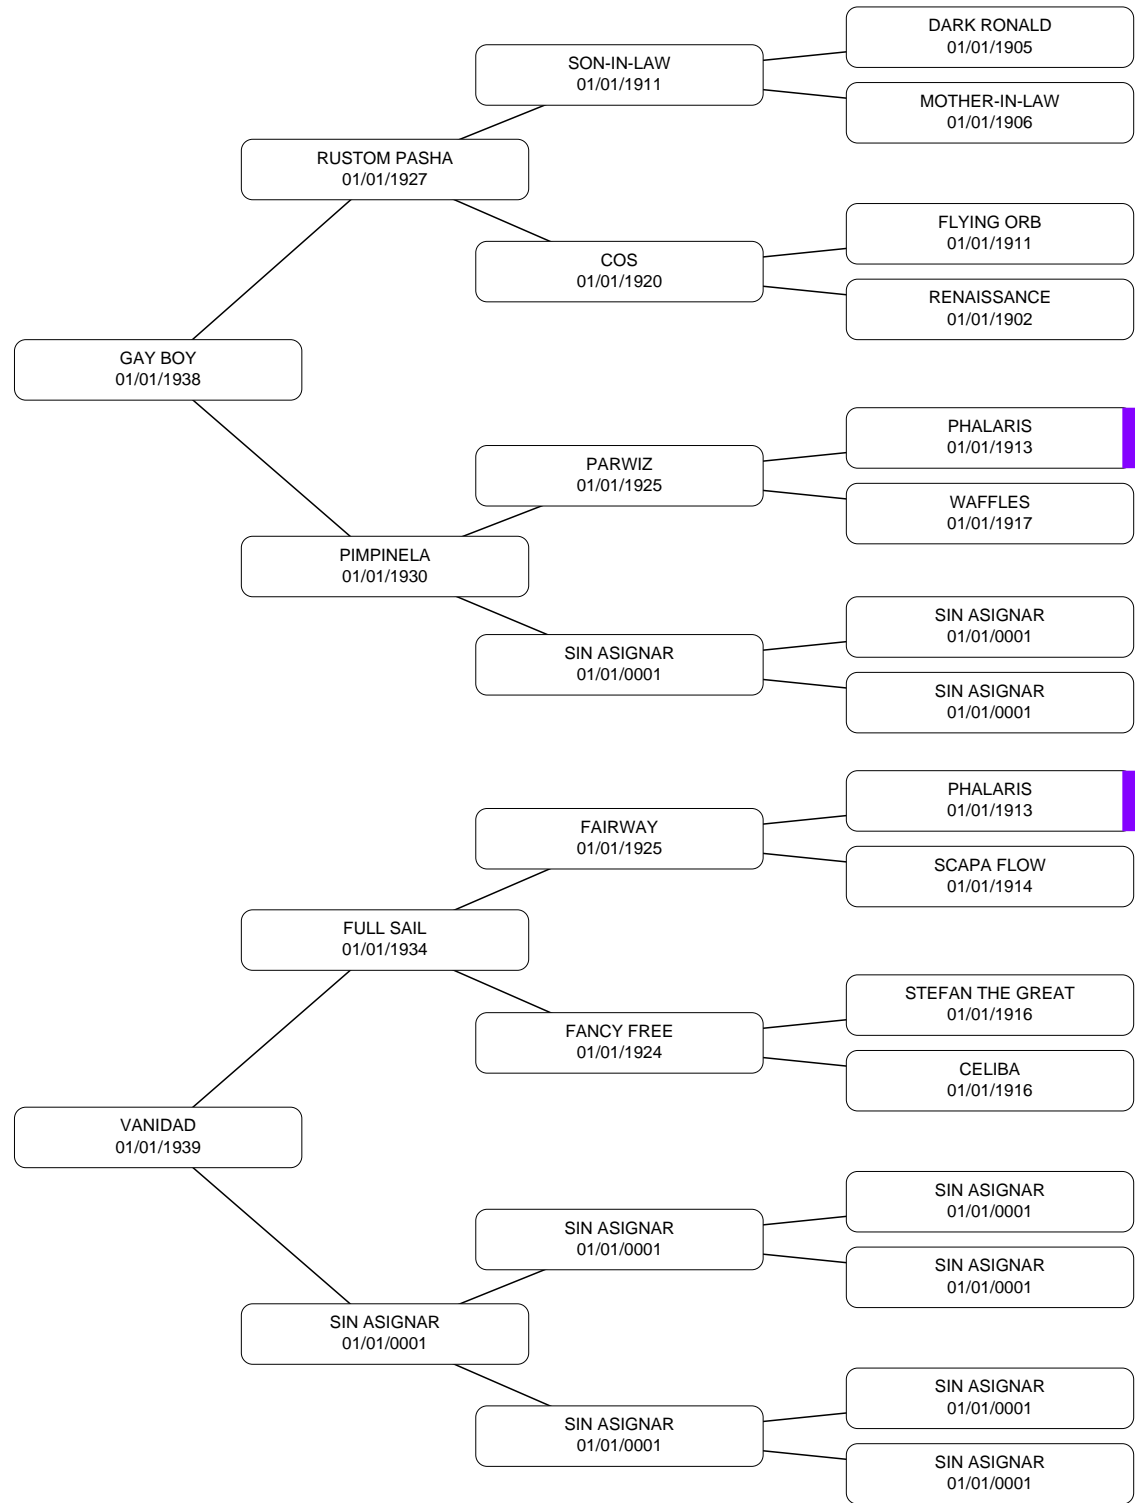 DARK RONALD
01/01/1905
SON-IN-LAW
01/01/1911
MOTHER-IN-LAW
01/01/1906
RUSTOM PASHA
01/01/1927
FLYING ORB
01/01/1911
COS
01/01/1920
RENAISSANCE
01/01/1902
GAY BOY
01/01/1938
PHALARIS
01/01/1913
PARWIZ
01/01/1925
WAFFLES
01/01/1917
PIMPINELA
01/01/1930
SIN ASIGNAR
01/01/0001
SIN ASIGNAR
01/01/0001
SIN ASIGNAR
01/01/0001
PHALARIS
01/01/1913
FAIRWAY
01/01/1925
SCAPA FLOW
01/01/1914
FULL SAIL
01/01/1934
STEFAN THE GREAT
01/01/1916
FANCY FREE
01/01/1924
CELIBA
01/01/1916
VANIDAD
01/01/1939
SIN ASIGNAR
01/01/0001
SIN ASIGNAR
01/01/0001
SIN ASIGNAR
01/01/0001
SIN ASIGNAR
01/01/0001
SIN ASIGNAR
01/01/0001
SIN ASIGNAR
01/01/0001
SIN ASIGNAR
01/01/0001